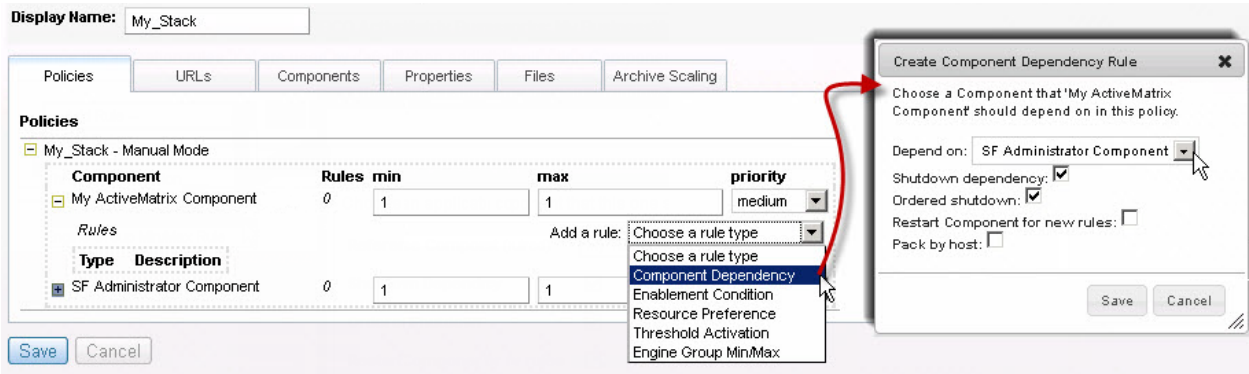 Display Name: My_Stack
Policies URLs Components Properties Files Archive Scaling
Policies
My_Stack - Manual Mode
Component Rules min max priority
My ActiveMatrix Component 0 1 1 medium
Rules Add a rule: Choose a rule type
Type Description
Choose a rule type
Component Dependency
SF Administrator Component 0 1 1
Enablement Condition
Resource Preference
Threshold Activation
Engine Group Min/Max
Save Cancel
Create Component Dependency Rule
Choose a Component that 'My ActiveMatrix
Component' should depend on in this policy.
Depend on: SF Administrator Component
Shutdown dependency:
Ordered shutdown:
Restart Component for new rules:
Pack by host:
Save Cancel